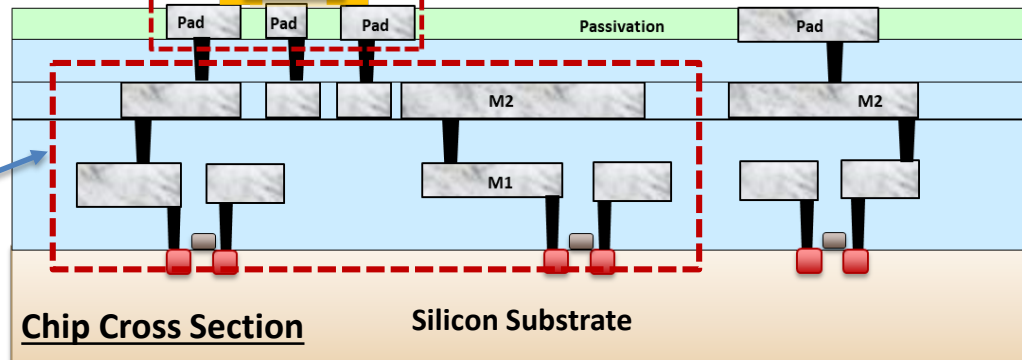 Pad
Pad
Pad
Passivation
Pad
M2
M2
M1
Chip Cross Section
Silicon Substrate